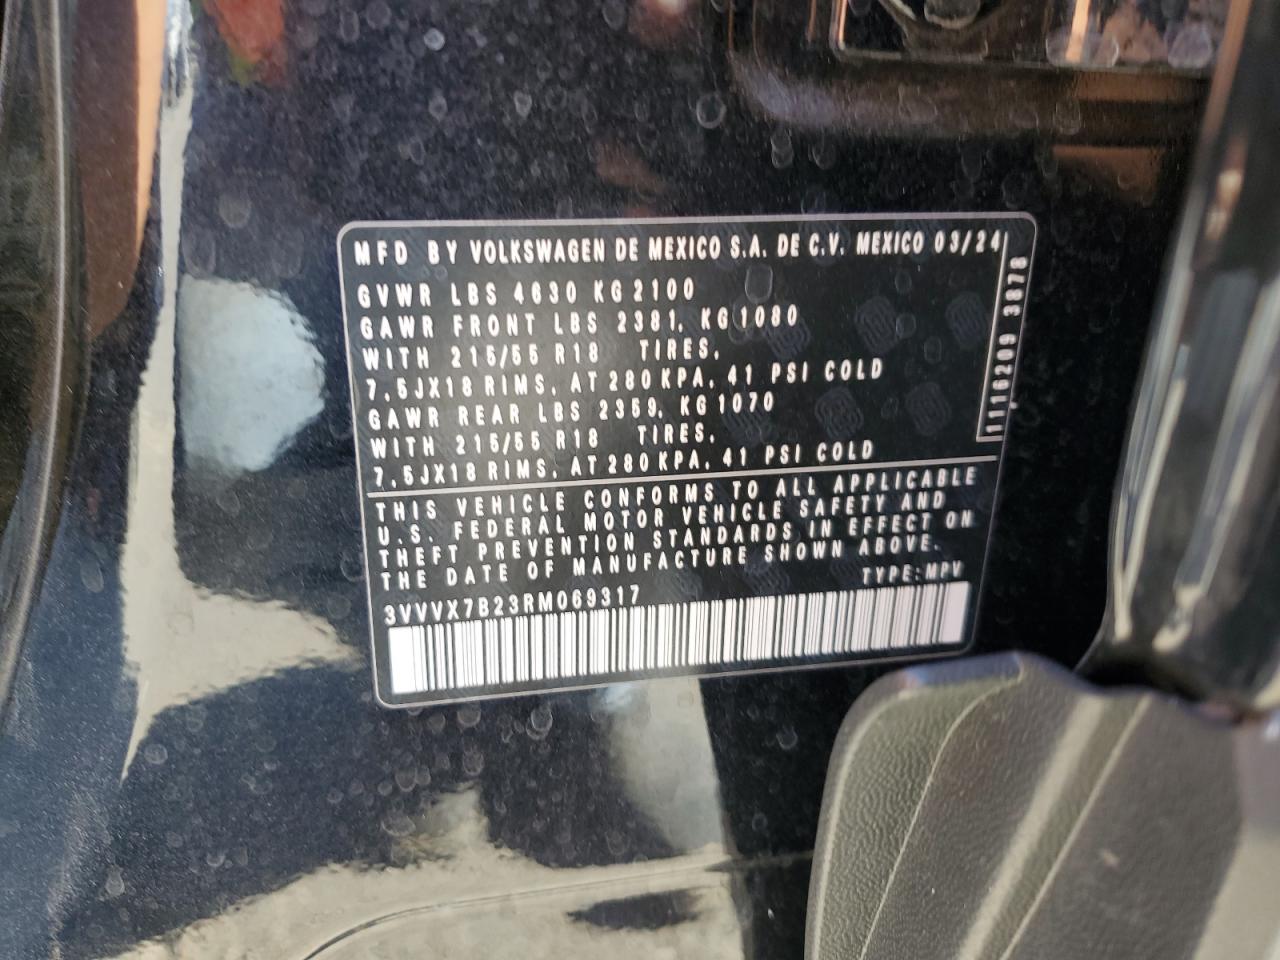 MFD BY VOLKSWAGEN DE MEXICO S.A. DE C.V. MEXICO 03/24
GVWR LBS 4630 KG 2100
GAWR FRONT LBS 2381, KG 1080
WITH 215/55 R18 TIRES,
7,5JX18 RIMS, AT 280 KPA, 41 PSI COLD
GAWR REAR LBS 2359, KG 1070
WITH 215/55 R18 TIRES,
7,5JX18 RIMS, AT 280 KPA, 41 PSI COLD
1116209 3878
THIS VEHICLE CONFORMS TO ALL APPLICABLE
U.S. FEDERAL MOTOR VEHICLE SAFETY AND
THEFT PREVENTION STANDARDS IN EFFECT ON
THE DATE OF MANUFACTURE SHOWN ABOVE.
TYPE:MPV
3VVVX7B23RM069317